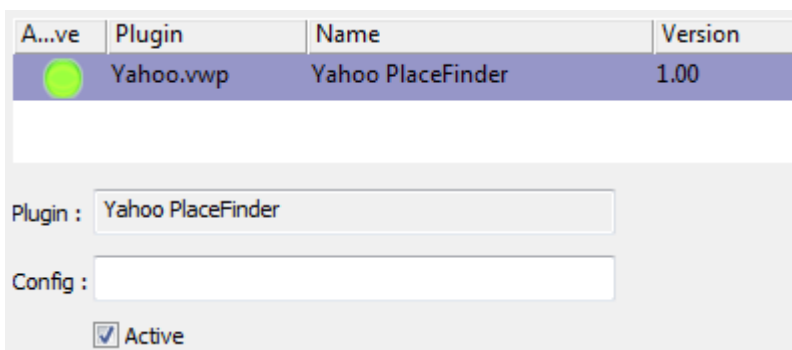 A...ve Plugin Name Version
Yahoo.vwp Yahoo PlaceFinder 1.00
Plugin : Yahoo PlaceFinder
Config :
Active